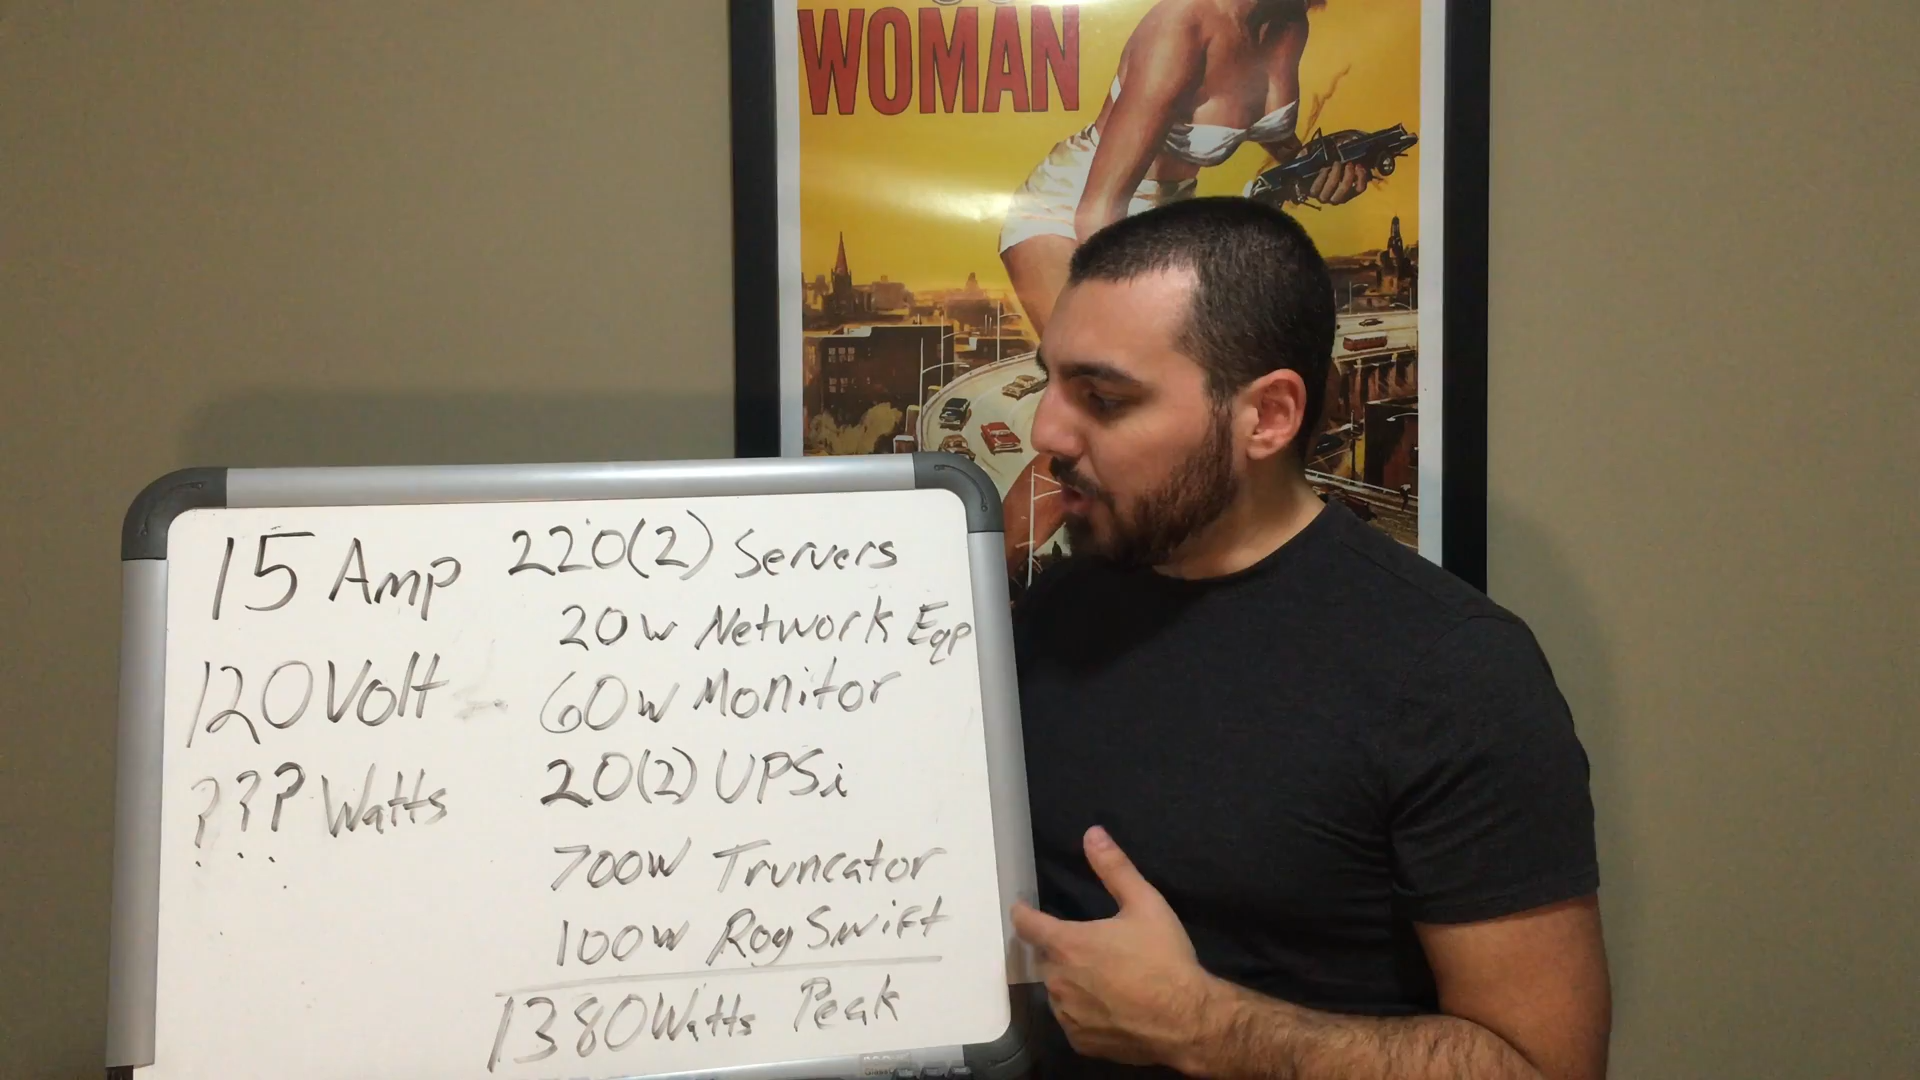 WOMAN
15 Amp
120 Volt
??? Watts
220(2) Servers
20w Network Eqp
60w Monitor
20(2) UPSi
700W Truncator
100w Rog Swift
1380 Watts Peak